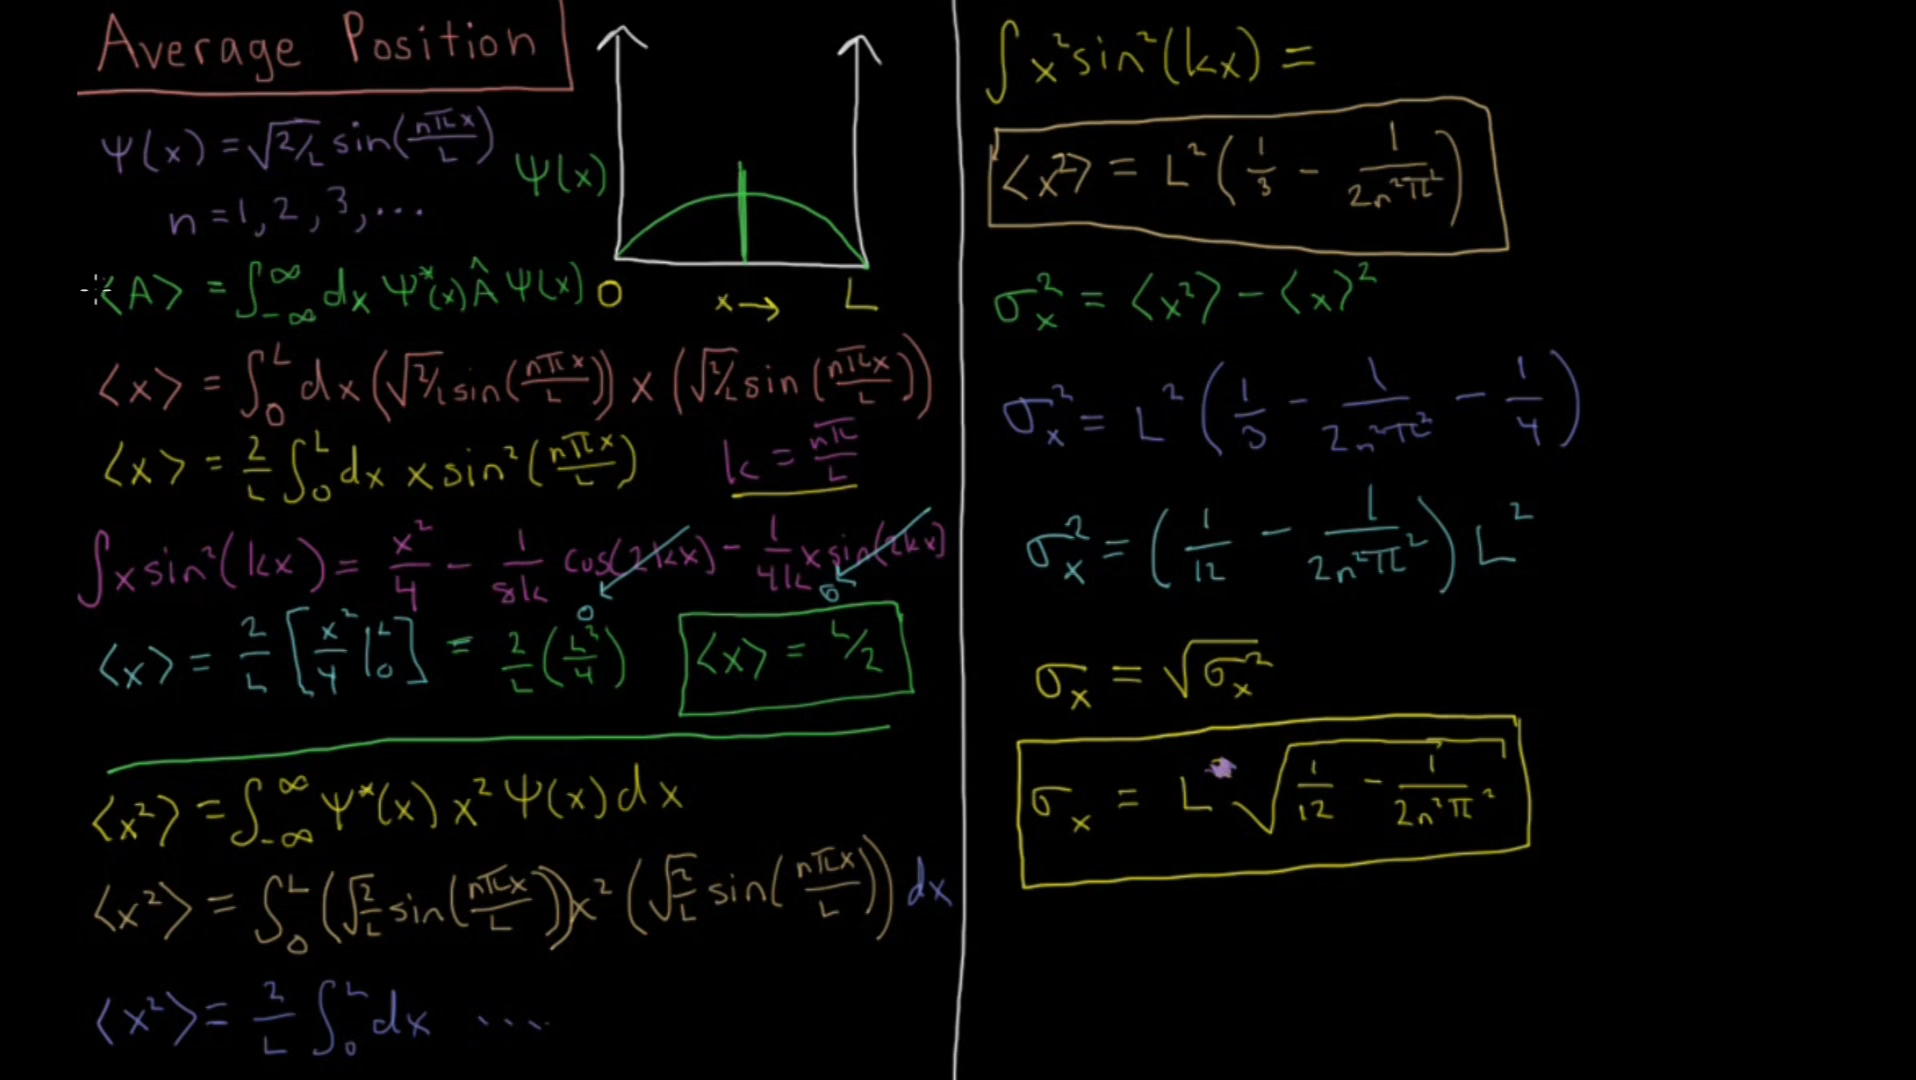 Average Position
Ψ(x) = √2/L sin(nπx/L)
n = 1, 2, 3, ...
Ψ(x)
0 x → L
<A> = ∫_{-∞}^{∞} dx Ψ*(x) Â Ψ(x)
<x> = ∫_0^L dx (√2/L sin(nπx/L)) x (√2/L sin(nπx/L))
<x> = 2/L ∫_0^L dx x sin²(nπx/L)
k = nπ/L
∫x sin²(kx) = x²/4 - 1/8k cos(2kx) - 1/4k x sin(2kx)
0 0
<x> = 2/L [x²/4 |_0^L] = 2/L (L²/4)
<x> = L/2
<x²> = ∫_{-∞}^{∞} Ψ*(x) x² Ψ(x) dx
<x²> = ∫_0^L (√2/L sin(nπx/L)) x² (√2/L sin(nπx/L)) dx
<x²> = 2/L ∫_0^L dx ....
∫x² sin²(kx) =
<x²> = L² (1/3 - 1/2n²π²)
σ_x² = <x²> - <x>²
σ_x² = L² (1/3 - 1/2n²π² - 1/4)
σ_x² = (1/12 - 1/2n²π²) L²
σ_x = √σ_x²
σ_x = L √(1/12 - 1/2n²π²)